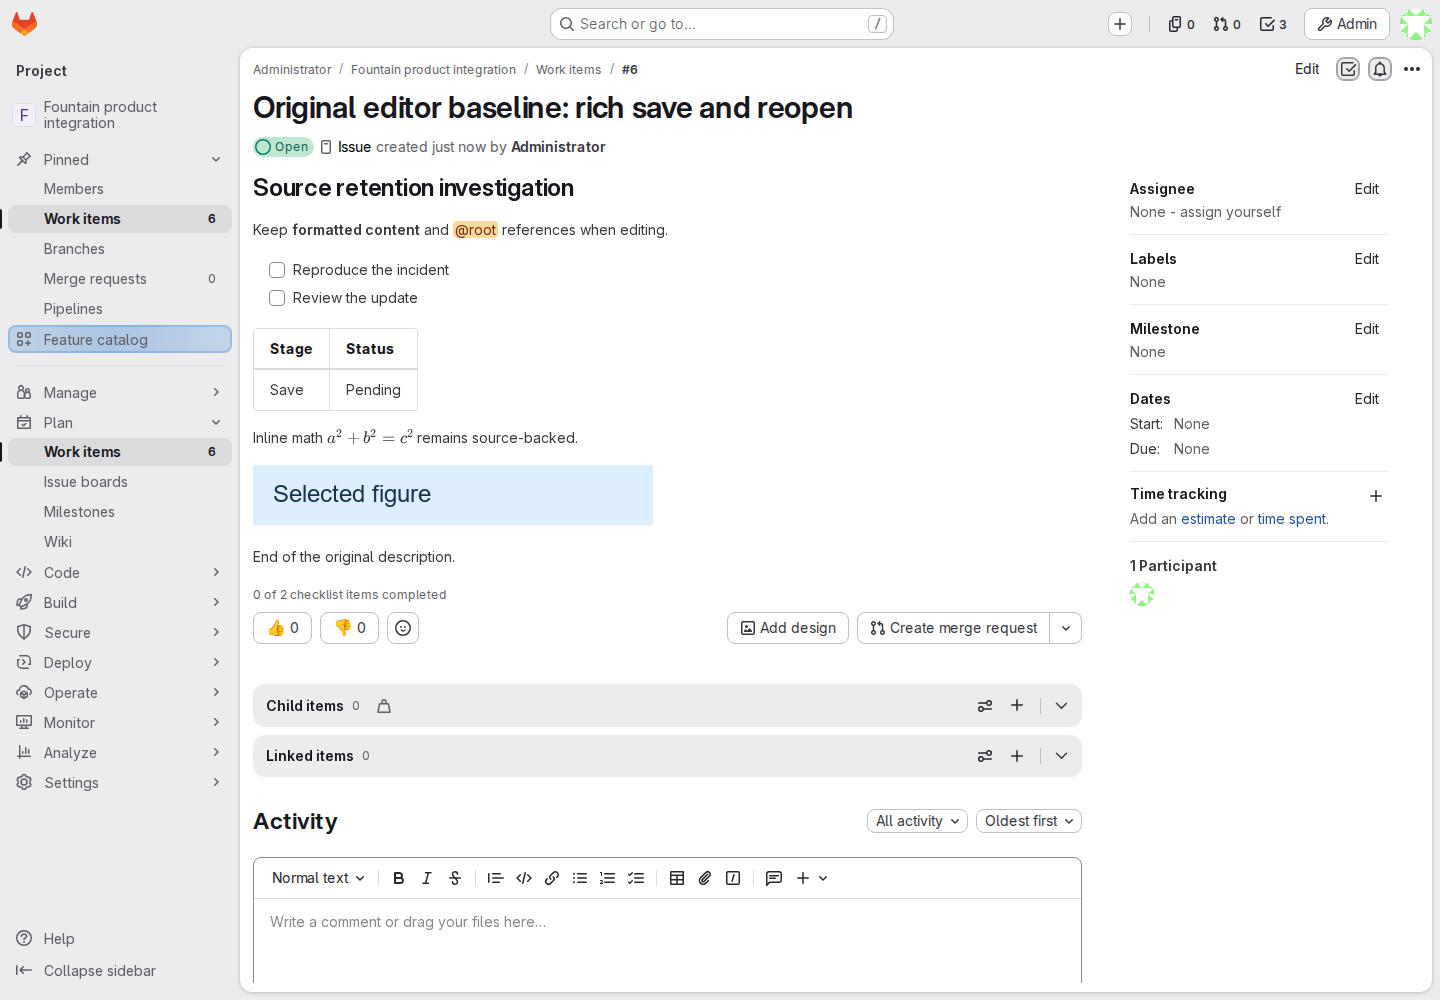 Search or go to...
/
0
0
3
Admin
Project
F
Fountain product
integration
Pinned
Members
Work items
6
Branches
Merge requests
0
Pipelines
Feature catalog
Manage
Plan
Work items
6
Issue boards
Milestones
Wiki
Code
Build
Secure
Deploy
Operate
Monitor
Analyze
Settings
Help
Collapse sidebar
Administrator / Fountain product integration / Work items / #6
Edit
Original editor baseline: rich save and reopen
Open Issue created just now by Administrator
Source retention investigation
Keep formatted content and @root references when editing.
Reproduce the incident
Review the update
Stage Status
Save Pending
Inline math a² + b² = c² remains source-backed.
Selected figure
End of the original description.
0 of 2 checklist items completed
👍 0
👎 0
Add design
Create merge request
Child items 0
Linked items 0
Activity
All activity
Oldest first
Normal text
Write a comment or drag your files here...
Assignee
Edit
None - assign yourself
Labels
Edit
None
Milestone
Edit
None
Dates
Edit
Start: None
Due: None
Time tracking
Add an estimate or time spent.
1 Participant